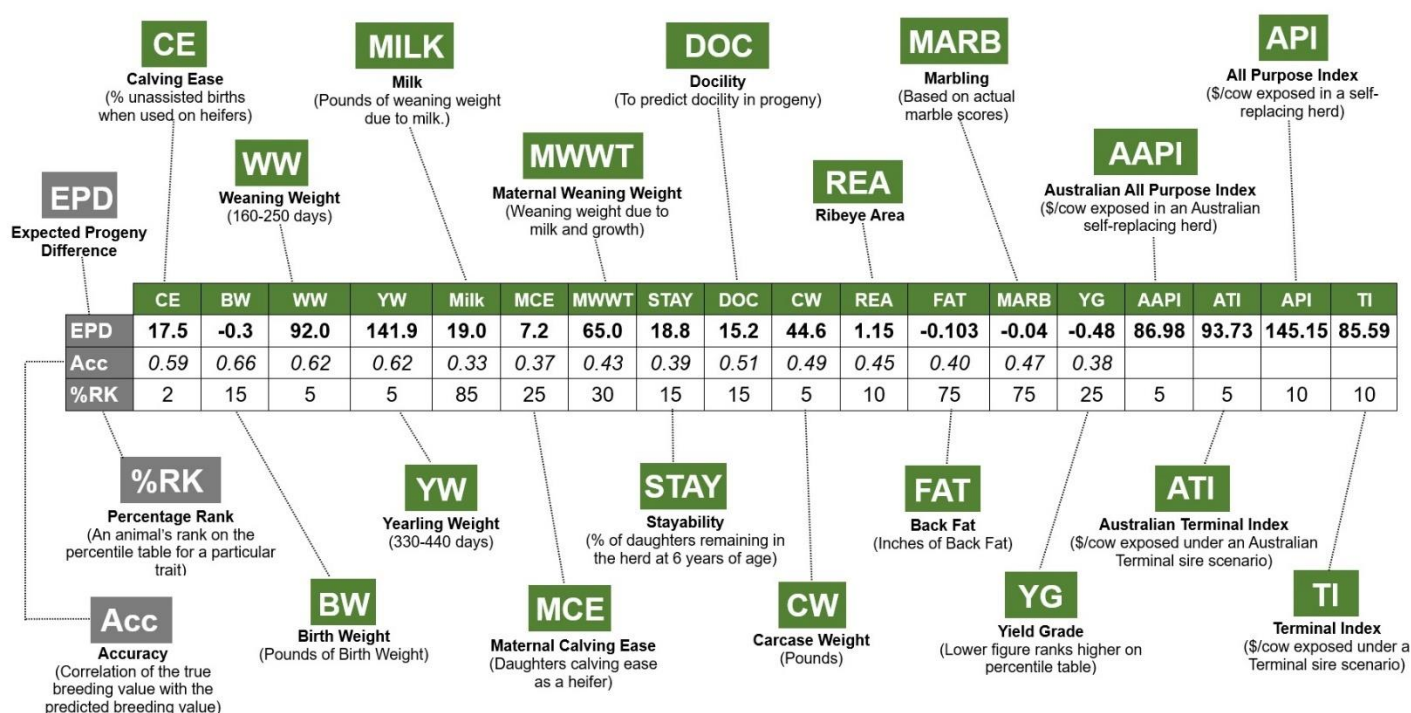 CE
Calving Ease
(% unassisted births
when used on heifers)
MILK
Milk
(Pounds of weaning weight
due to milk.)
DOC
Docility
(To predict docility in progeny)
MARB
Marbling
(Based on actual
marble scores)
API
All Purpose Index
($/cow exposed in a self-
replacing herd)
EPD
Expected Progeny
Difference
WW
Weaning Weight
(160-250 days)
MWWT
Maternal Weaning Weight
(Weaning weight due to
milk and growth)
REA
Ribeye Area
AAPI
Australian All Purpose Index
($/cow exposed in an Australian
self-replacing herd)
CE BW WW YW Milk MCE MWWT STAY DOC CW REA FAT MARB YG AAPI ATI API TI
EPD 17.5 -0.3 92.0 141.9 19.0 7.2 65.0 18.8 15.2 44.6 1.15 -0.103 -0.04 -0.48 86.98 93.73 145.15 85.59
Acc 0.59 0.66 0.62 0.62 0.33 0.37 0.43 0.39 0.51 0.49 0.45 0.40 0.47 0.38
%RK 2 15 5 5 85 25 30 15 15 5 10 75 75 25 5 5 10 10
%RK
Percentage Rank
(An animal's rank on the
percentile table for a particular
trait)
YW
Yearling Weight
(330-440 days)
STAY
Stayability
(% of daughters remaining
in the herd at 6 years of age)
FAT
Back Fat
(Inches of Back Fat)
ATI
Australian Terminal Index
($/cow exposed under an Australian
Terminal sire scenario)
Acc
Accuracy
(Correlation of the true
breeding value with the
predicted breeding value)
BW
Birth Weight
(Pounds of Birth Weight)
MCE
Maternal Calving Ease
(Daughters calving ease
as a heifer)
CW
Carcase Weight
(Pounds)
YG
Yield Grade
(Lower figure ranks higher on
percentile table)
TI
Terminal Index
($/cow exposed under a
Terminal sire scenario)